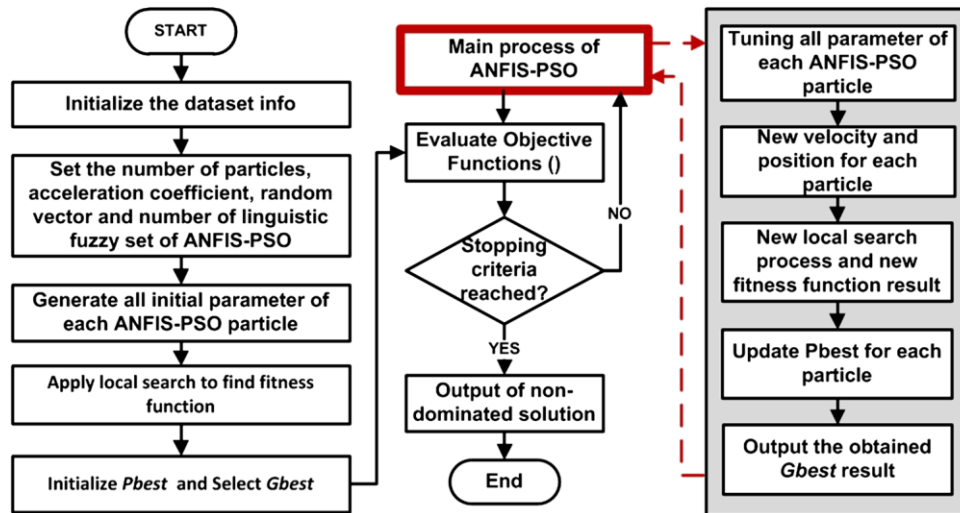 START
Initialize the dataset info
Set the number of particles,
acceleration coefficient, random
vector and number of linguistic
fuzzy set of ANFIS-PSO
Generate all initial parameter of
each ANFIS-PSO particle
Apply local search to find fitness
function
Initialize Pbest and Select Gbest
Main process of
ANFIS-PSO
Evaluate Objective
Functions ()
NO
Stopping
criteria
reached?
YES
Output of non-
dominated solution
End
Tuning all parameter of
each ANFIS-PSO
particle
New velocity and
position for each
particle
New local search
process and new
fitness function result
Update Pbest for each
particle
Output the obtained
Gbest result